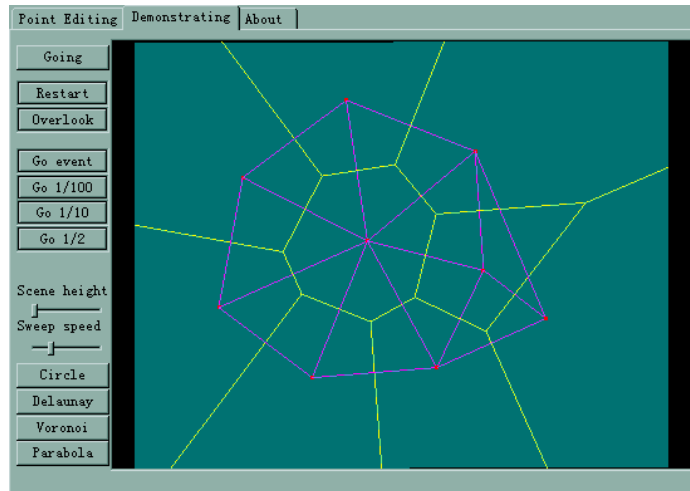 Point Editing Demonstrating About
Going
Restart
Overlook
Go event
Go 1/100
Go 1/10
Go 1/2
Scene height
Sweep speed
Circle
Delaunay
Voronoi
Parabola